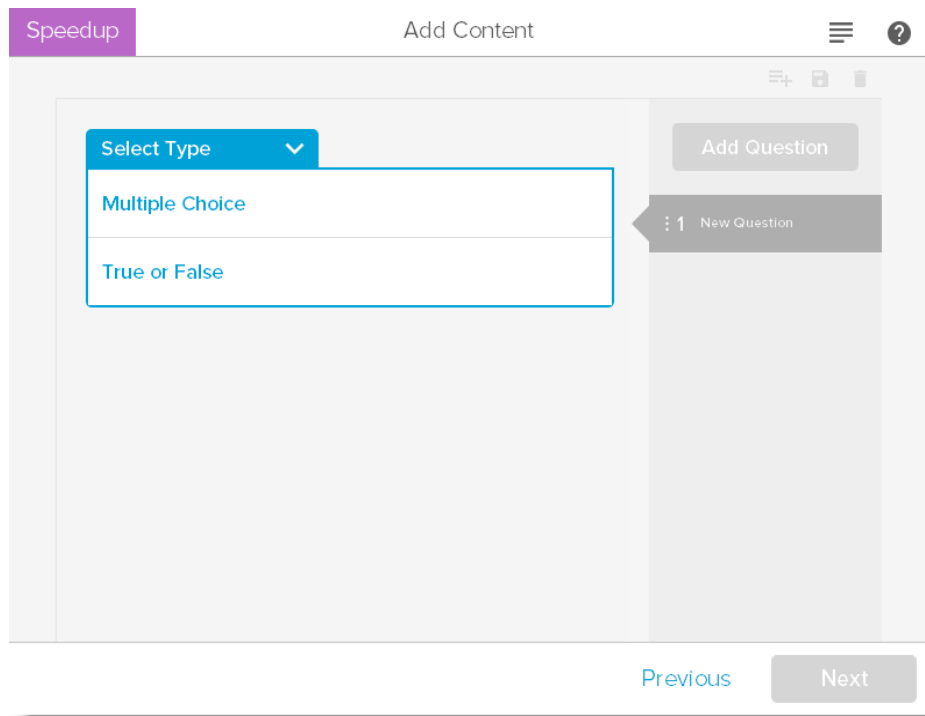 Speedup
Add Content
Select Type
Add Question
Multiple Choice
1 New Question
True or False
Previous
Next